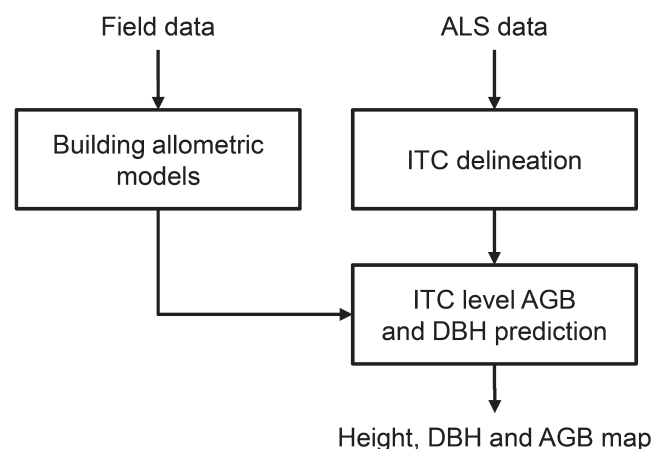 Field data
ALS data
Building allometric
models
ITC delineation
ITC level AGB
and DBH prediction
Height, DBH and AGB map